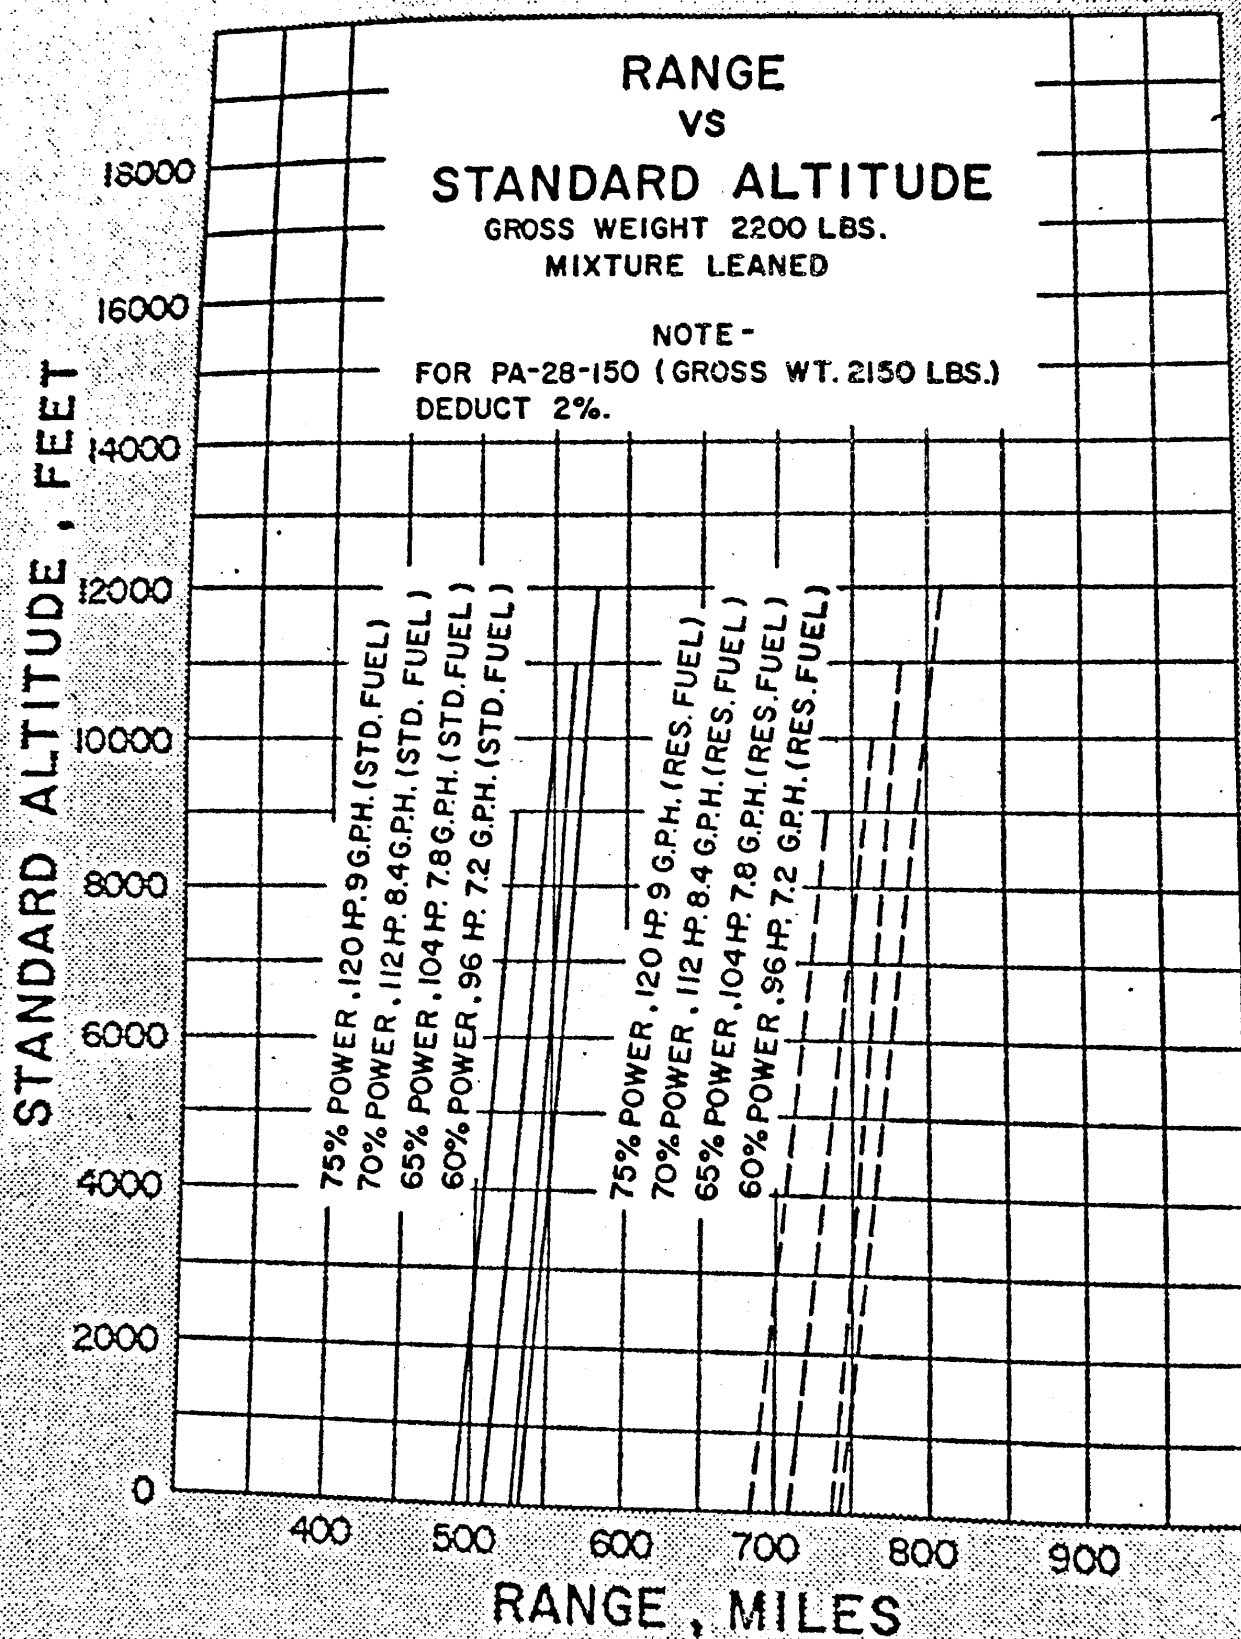 RANGE
VS
STANDARD ALTITUDE
GROSS WEIGHT 2200 LBS.
MIXTURE LEANED
NOTE -
FOR PA-28-150 (GROSS WT. 2150 LBS.)
DEDUCT 2%.
STANDARD ALTITUDE, FEET
18000
16000
14000
12000
10000
8000
6000
4000
2000
0
75% POWER, 120 HP. 9 G.P.H. (STD. FUEL)
70% POWER, 112 HP. 8.4 G.P.H. (STD. FUEL)
65% POWER, 104 HP. 7.8 G.P.H. (STD. FUEL)
60% POWER, 96 HP. 7.2 G.P.H. (STD. FUEL)
75% POWER, 120 HP. 9 G.P.H. (RES. FUEL)
70% POWER, 112 HP. 8.4 G.P.H. (RES. FUEL)
65% POWER, 104 HP. 7.8 G.P.H. (RES. FUEL)
60% POWER, 96 HP. 7.2 G.P.H. (RES. FUEL)
400 500 600 700 800 900
RANGE, MILES